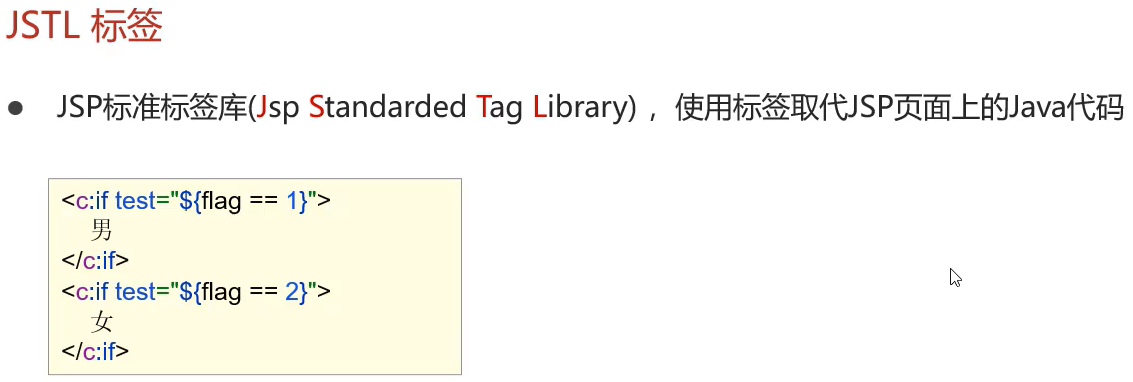 JSTL 标签
● JSP标准标签库(Jsp Standarded Tag Library) ，使用标签取代JSP页面上的Java代码
<c:if test="${flag == 1}">
男
</c:if>
<c:if test="${flag == 2}">
女
</c:if>